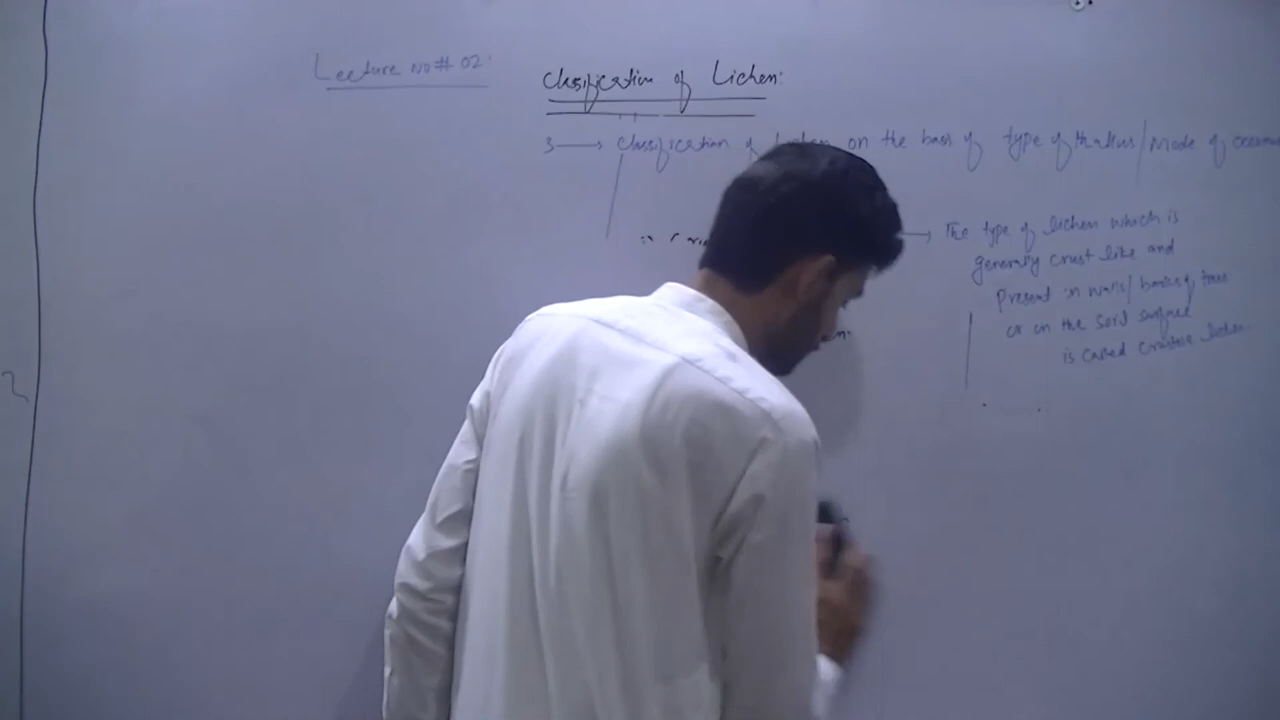 Lecture no# 02:
Classification of Lichen:
3 → Classification of Lichen on the basis of type of thallus/ Mode of
→ The type of lichen which is
generally crust like and
Present in walls/ barks of trees
or on the soil surface
is called crustose lichen.